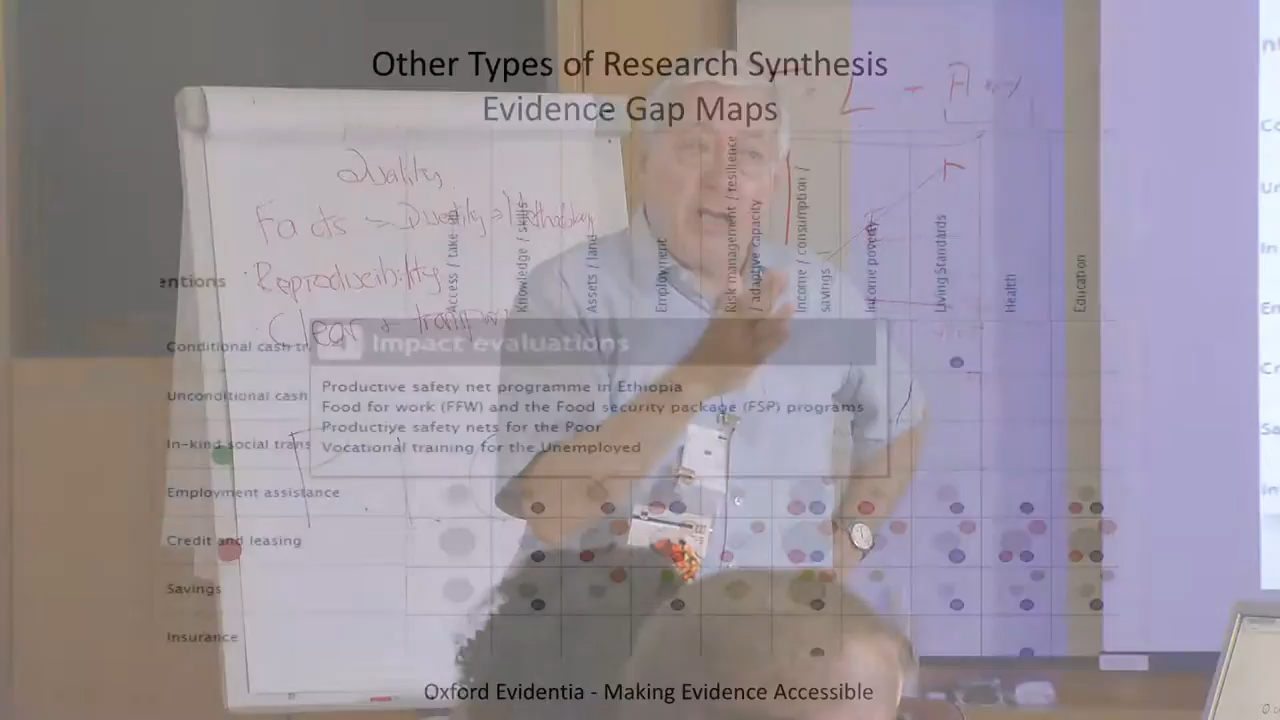 Other Types of Research Synthesis
Evidence Gap Maps
Quality
Facts
Reproducibility
Clear +
entions
Access / take
Knowledge / skills
Assets / land
Employment
Risk management / resilience
/ adaptive capacity
Income / consumption /
savings
Income poverty
Living Standards
Health
Education
Impact evaluations
Productive safety net programme in Ethiopia
Food for work (FFW) and the Food security package (FSP) programs
Productive safety nets for the Poor
Vocational training for the Unemployed
Conditional cash tr
Unconditional cash
In-kind social trans
Employment assistance
Credit and leasing
Savings
Insurance
Oxford Evidentia - Making Evidence Accessible